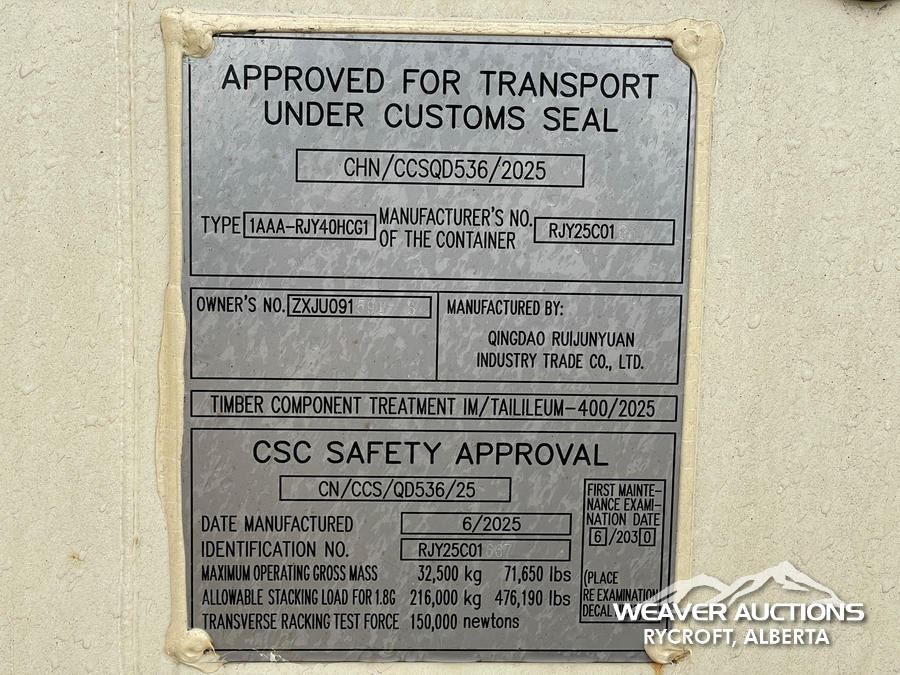 APPROVED FOR TRANSPORT
UNDER CUSTOMS SEAL
CHN/CCSQD536/2025
TYPE 1AAA-RJY40HCG1 MANUFACTURER'S NO.
OF THE CONTAINER RJY25C01
OWNER'S NO. ZXJU091
MANUFACTURED BY:
QINGDAO RUIJUNYUAN
INDUSTRY TRADE CO., LTD.
TIMBER COMPONENT TREATMENT IM/TAILILEUM-400/2025
CSC SAFETY APPROVAL
CN/CCS/QD536/25
DATE MANUFACTURED 6/2025
IDENTIFICATION NO. RJY25C01
MAXIMUM OPERATING GROSS MASS 32,500 kg 71,650 lbs
ALLOWABLE STACKING LOAD FOR 1.8G 216,000 kg 476,190 lbs
TRANSVERSE RACKING TEST FORCE 150,000 newtons
FIRST MAINTE-
NANCE EXAMI-
NATION DATE
6/2030
(PLACE
RE EXAMINATION
DECAL
WEAVER AUCTIONS
RYCROFT, ALBERTA